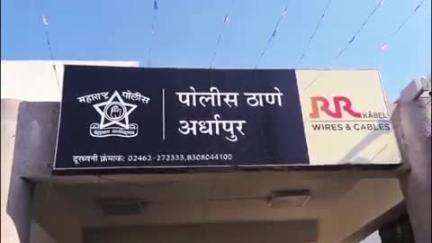 महाराष्ट्र पोलीस
पोलीस ठाणे
अर्धापुर
दूरध्वनी क्रमांक: 02462-272333,8308044100
RR KABEL
WIRES & CABLES